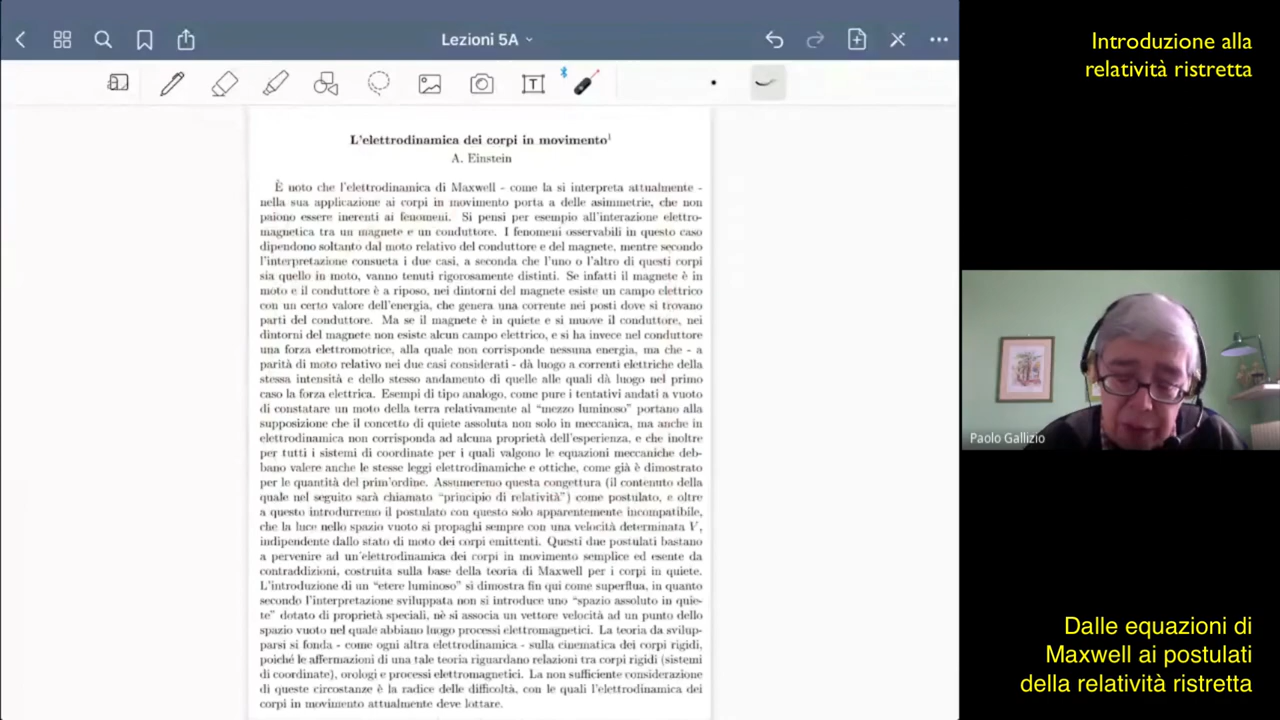 Lezioni 5A
L'elettrodinamica dei corpi in movimento1
A. Einstein
È noto che l'elettrodinamica di Maxwell - come la si interpreta attualmente -
nella sua applicazione ai corpi in movimento porta a delle asimmetrie, che non
paiono essere inerenti ai fenomeni. Si pensi per esempio all'interazione elettro-
magnetica tra un magnete e un conduttore. I fenomeni osservabili in questo caso
dipendono soltanto dal moto relativo del conduttore e del magnete, mentre secondo
l'interpretazione consueta i due casi, a seconda che l'uno o l'altro di questi corpi
sia quello in moto, vanno tenuti rigorosamente distinti. Se infatti il magnete è in
moto e il conduttore è a riposo, nei dintorni del magnete esiste un campo elettrico
con un certo valore dell'energia, che genera una corrente nei posti dove si trovano
parti del conduttore. Ma se il magnete è in quiete e si muove il conduttore, nei
dintorni del magnete non esiste alcun campo elettrico, e si ha invece nel conduttore
una forza elettromotrice, alla quale non corrisponde nessuna energia, ma che - a
parità di moto relativo nei due casi considerati - dà luogo a correnti elettriche della
stessa intensità e dello stesso andamento di quelle alle quali dà luogo nel primo
caso la forza elettrica. Esempi di tipo analogo, come pure i tentativi andati a vuoto
di constatare un moto della terra relativamente al "mezzo luminoso" portano alla
supposizione che il concetto di quiete assoluta non solo in meccanica, ma anche in
elettrodinamica non corrisponda ad alcuna proprietà dell'esperienza, e che inoltre
per tutti i sistemi di coordinate per i quali valgono le equazioni meccaniche deb-
bano valere anche le stesse leggi elettrodinamiche e ottiche, come già è dimostrato
per le quantità del prim'ordine. Assumeremo questa congettura (il contenuto della
quale nel seguito sarà chiamato "principio di relatività") come postulato, e oltre
a questo introdurremo il postulato con questo solo apparentemente incompatibile,
che la luce nello spazio vuoto si propaghi sempre con una velocità determinata V,
indipendente dallo stato di moto dei corpi emittenti. Questi due postulati bastano
a pervenire ad un'elettrodinamica dei corpi in movimento semplice ed esente da
contraddizioni, costruita sulla base della teoria di Maxwell per i corpi in quiete.
L'introduzione di un "etere luminoso" si dimostra fin qui come superflua, in quanto
secondo l'interpretazione sviluppata non si introduce uno "spazio assoluto in quie-
te" dotato di proprietà speciali, nè si associa un vettore velocità ad un punto dello
spazio vuoto nel quale abbiano luogo processi elettromagnetici. La teoria da svilup-
parsi si fonda - come ogni altra elettrodinamica - sulla cinematica dei corpi rigidi,
poiché le affermazioni di una tale teoria riguardano relazioni tra corpi rigidi (sistemi
di coordinate), orologi e processi elettromagnetici. La non sufficiente considerazione
di queste circostanze è la radice delle difficoltà, con le quali l'elettrodinamica dei
corpi in movimento attualmente deve lottare.
Introduzione alla
relatività ristretta
Paolo Gallizio
Dalle equazioni di
Maxwell ai postulati
della relatività ristretta